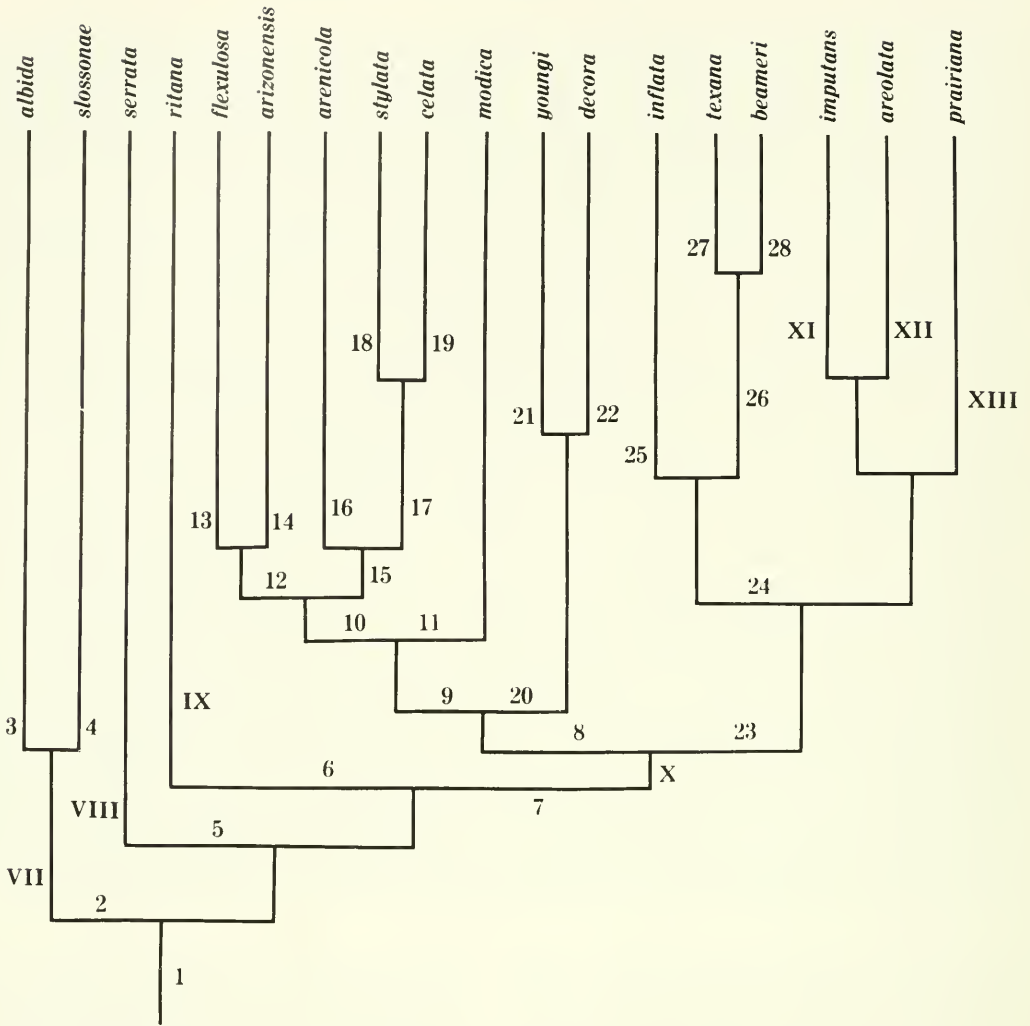 albida
slossonae
serrata
ritana
flexulosa
arizonensis
arenicola
stylata
celata
modica
youngi
decora
inflata
texana
beameri
imputans
areolata
prairiana
27 28
18 19 XI XII
21 22 26 XIII
25
13 14 16 17
12 15 24
10 11
IX 9 20
3 4 8 23
6 X
VIII 5 7
VII
2
1